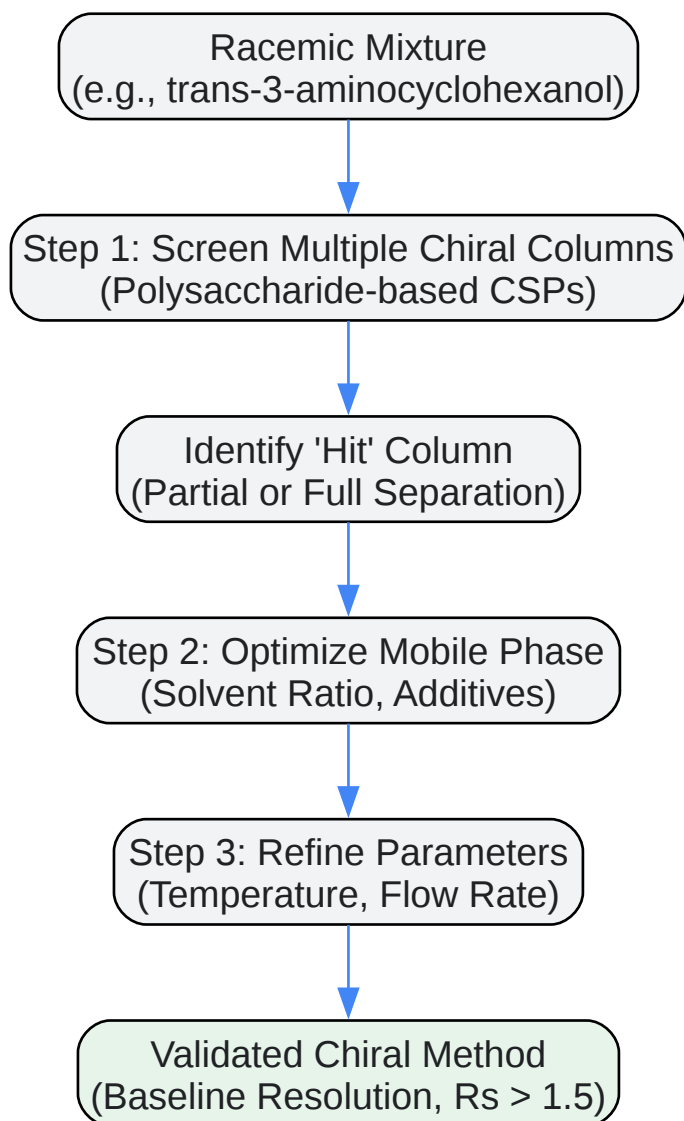 Racemic Mixture
(e.g., trans-3-aminocyclohexanol)
Step 1: Screen Multiple Chiral Columns
(Polysaccharide-based CSPs)
Identify 'Hit' Column
(Partial or Full Separation)
Step 2: Optimize Mobile Phase
(Solvent Ratio, Additives)
Step 3: Refine Parameters
(Temperature, Flow Rate)
Validated Chiral Method
(Baseline Resolution, Rs > 1.5)